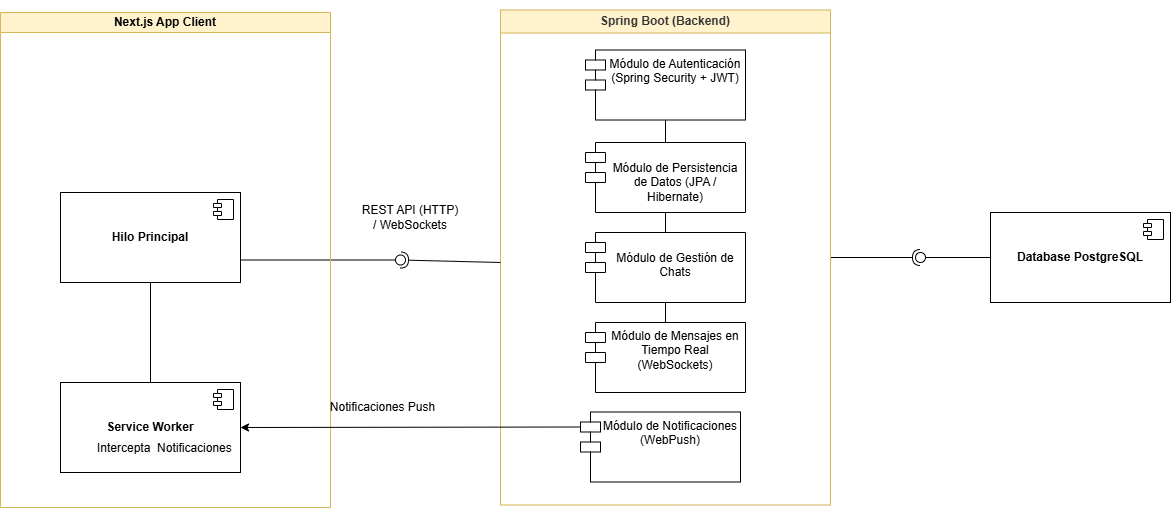 Next.js App Client
Spring Boot (Backend)
Módulo de Autenticación
(Spring Security + JWT)
Módulo de Persistencia
de Datos (JPA /
Hibernate)
REST API (HTTP)
/ WebSockets
Hilo Principal
Módulo de Gestión de
Chats
Database PostgreSQL
Módulo de Mensajes en
Tiempo Real
(WebSockets)
Notificaciones Push
Service Worker
Intercepta Notificaciones
Módulo de Notificaciones
(WebPush)